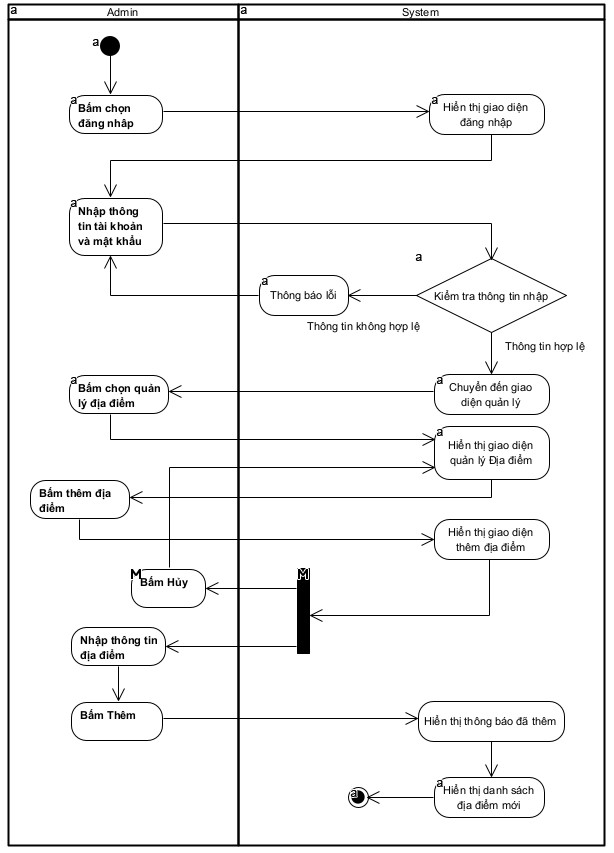 a
Admin
a
System
a
a
Bấm chọn
đăng nhâp
a
Hiển thị giao diện
đăng nhập
a
Nhập thông
tin tài khoản
và mật khẩu
a
Kiểm tra thông tin nhập
a
Thông báo lỗi
Thông tin không hợp lệ
Thông tin hợp lệ
a
Bấm chọn quản
lý địa điểm
a
Chuyển đến giao
diện quản lý
a
Hiển thị giao diện
quản lý Địa điểm
Bấm thêm địa
điểm
Hiển thị giao diện
thêm địa điểm
M
Bấm Hủy
M
Nhập thông tin
địa điểm
Bấm Thêm
Hiển thị thông báo đã thêm
a
Hiển thị danh sách
địa điểm mới
a